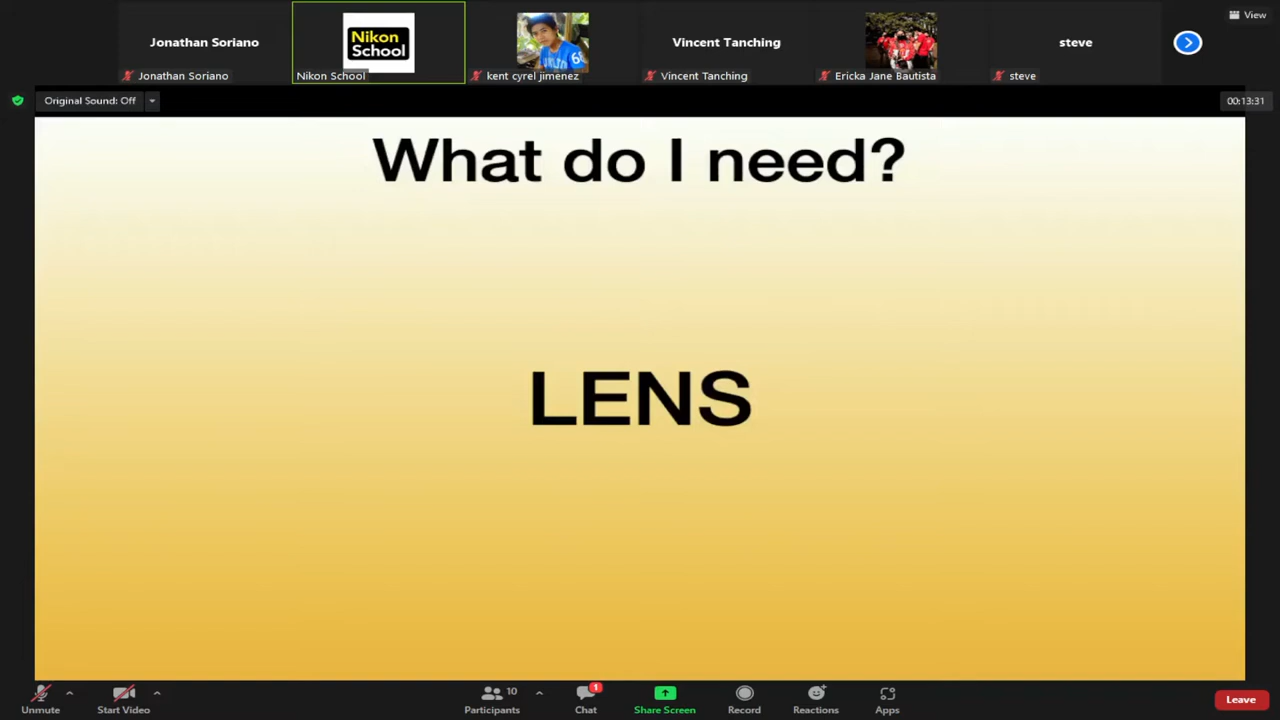 View
Jonathan Soriano
Nikon
School
Vincent Tanching
steve
Jonathan Soriano
Nikon School
kent cyrel jimenez
Vincent Tanching
Ericka Jane Bautista
steve
Original Sound: Off
00:13:31
What do I need?
LENS
10
1
Unmute
Start Video
Participants
Chat
Share Screen
Record
Reactions
Apps
Leave